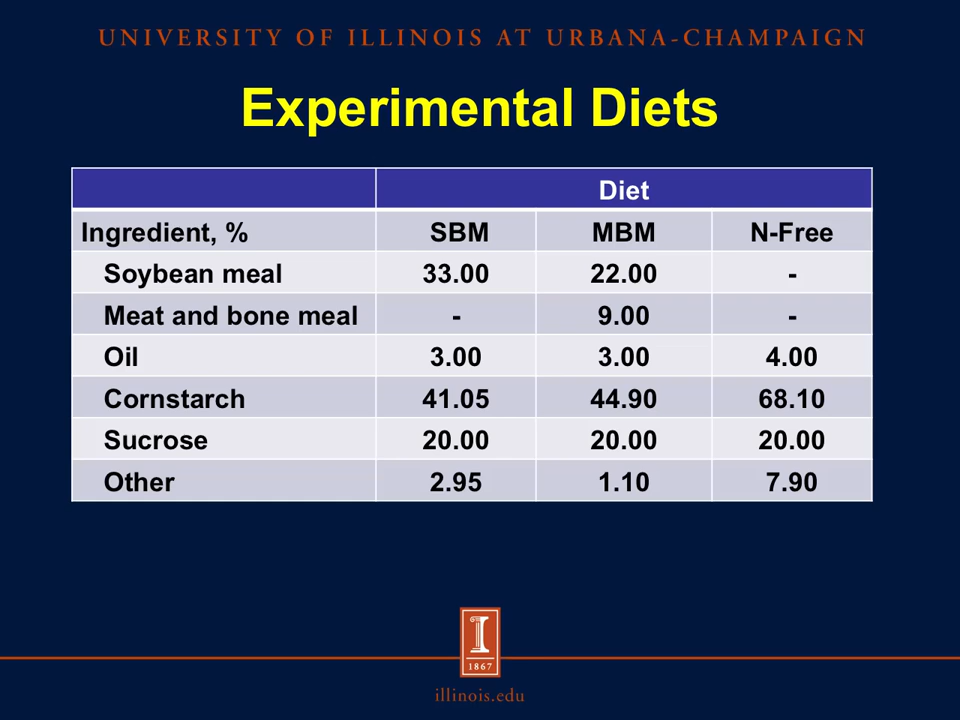 UNIVERSITY OF ILLINOIS AT URBANA-CHAMPAIGN
Experimental Diets
Diet
Ingredient, % SBM MBM N-Free
Soybean meal 33.00 22.00 -
Meat and bone meal - 9.00 -
Oil 3.00 3.00 4.00
Cornstarch 41.05 44.90 68.10
Sucrose 20.00 20.00 20.00
Other 2.95 1.10 7.90
I
1867
illinois.edu